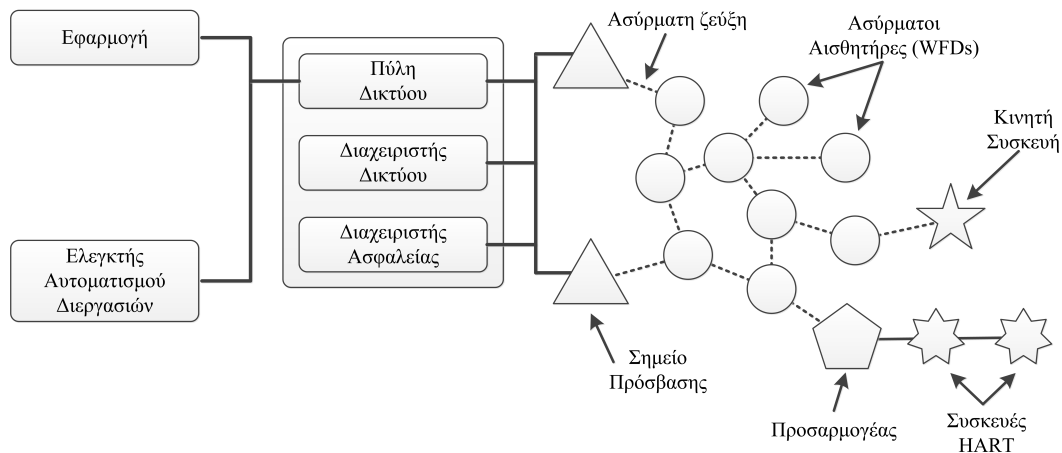 Εφαρμογή
Ελεγκτής
Αυτοματισμού
Διεργασιών
Πύλη
Δικτύου
Διαχειριστής
Δικτύου
Διαχειριστής
Ασφαλείας
Ασύρματη ζεύξη
Ασύρματοι
Αισθητήρες (WFDs)
Κινητή
Συσκευή
Σημείο
Πρόσβασης
Προσαρμογέας
Συσκευές
HART